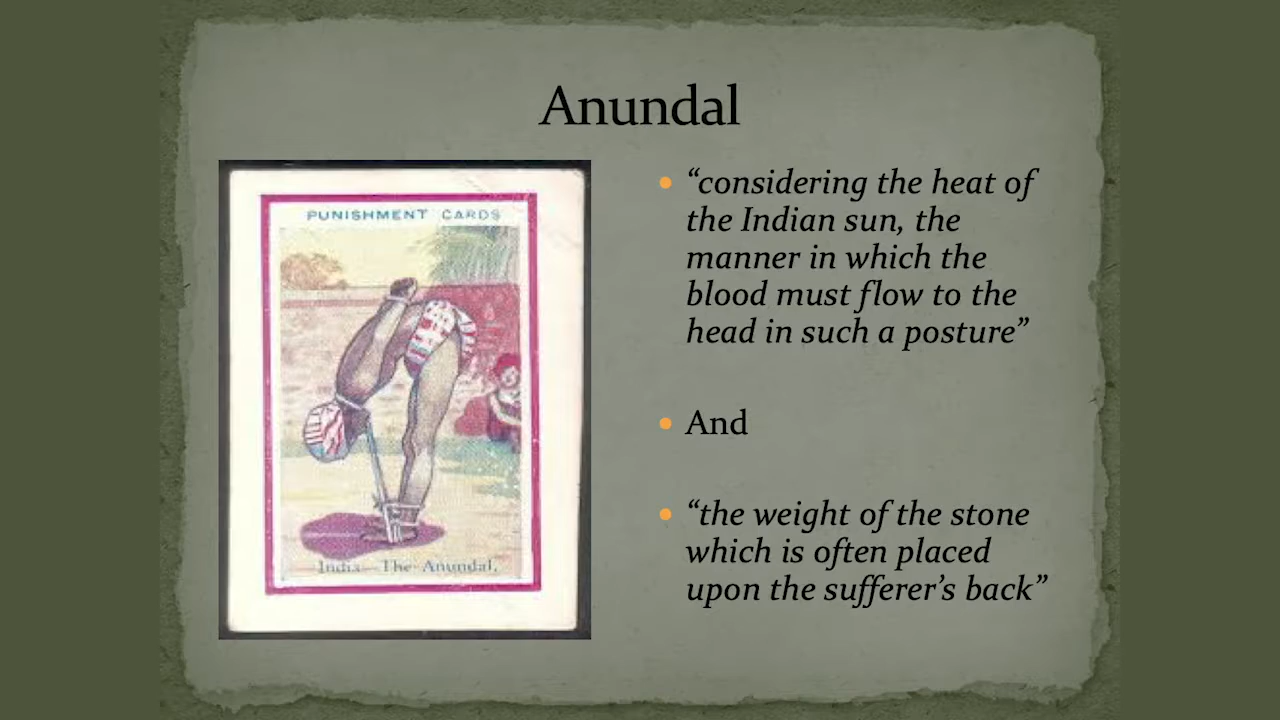 Anundal
PUNISHMENT CARDS
India — The Anundal,
“considering the heat of
the Indian sun, the
manner in which the
blood must flow to the
head in such a posture”
And
“the weight of the stone
which is often placed
upon the sufferer’s back”